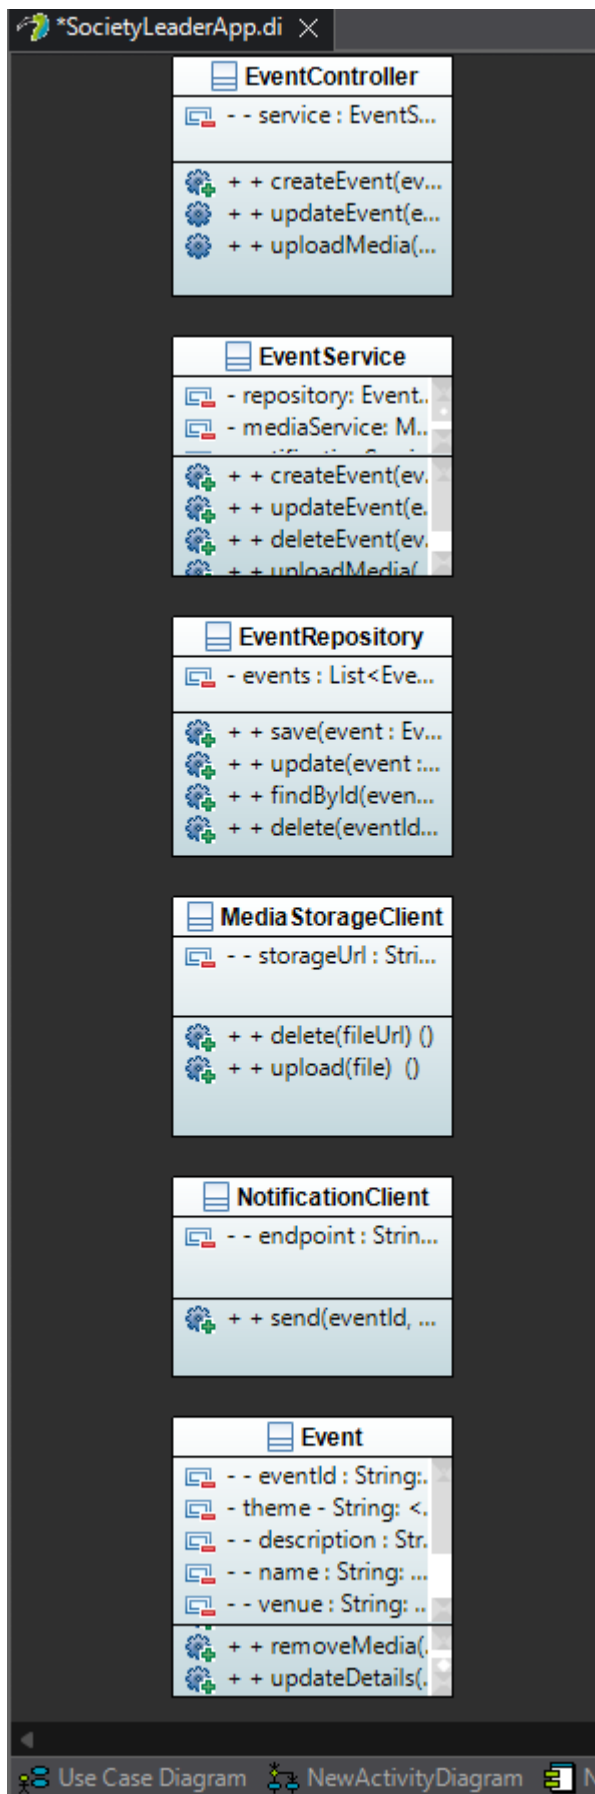 *SocietyLeaderApp.di
EventController
- - service : EventS...
+ + createEvent(ev...
+ + updateEvent(e...
+ + uploadMedia(...
EventService
- repository: Event..
- mediaService: M..
+ + createEvent(ev.
+ + updateEvent(e.
+ + deleteEvent(ev.
+ + uploadMedia(
EventRepository
- events : List<Eve...
+ + save(event : Ev...
+ + update(event :...
+ + findById(even...
+ + delete(eventId...
MediaStorageClient
- - storageUrl : Stri...
+ + delete(fileUrl) ()
+ + upload(file) ()
NotificationClient
- - endpoint : Strin...
+ + send(eventId, ...
Event
- - eventId : String:.
- theme - String: <.
- - description : Str.
- - name : String: ...
- - venue : String: ..
+ + removeMedia(.
+ + updateDetails(.
Use Case Diagram NewActivityDiagram N